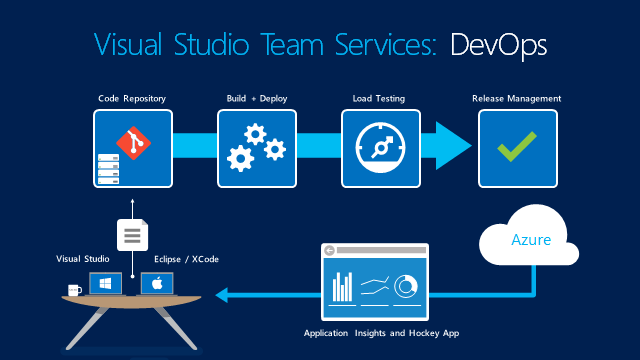 Visual Studio Team Services: DevOps
Code Repository
Build + Deploy
Load Testing
Release Management
Visual Studio
Eclipse / XCode
Azure
Application Insights and Hockey App